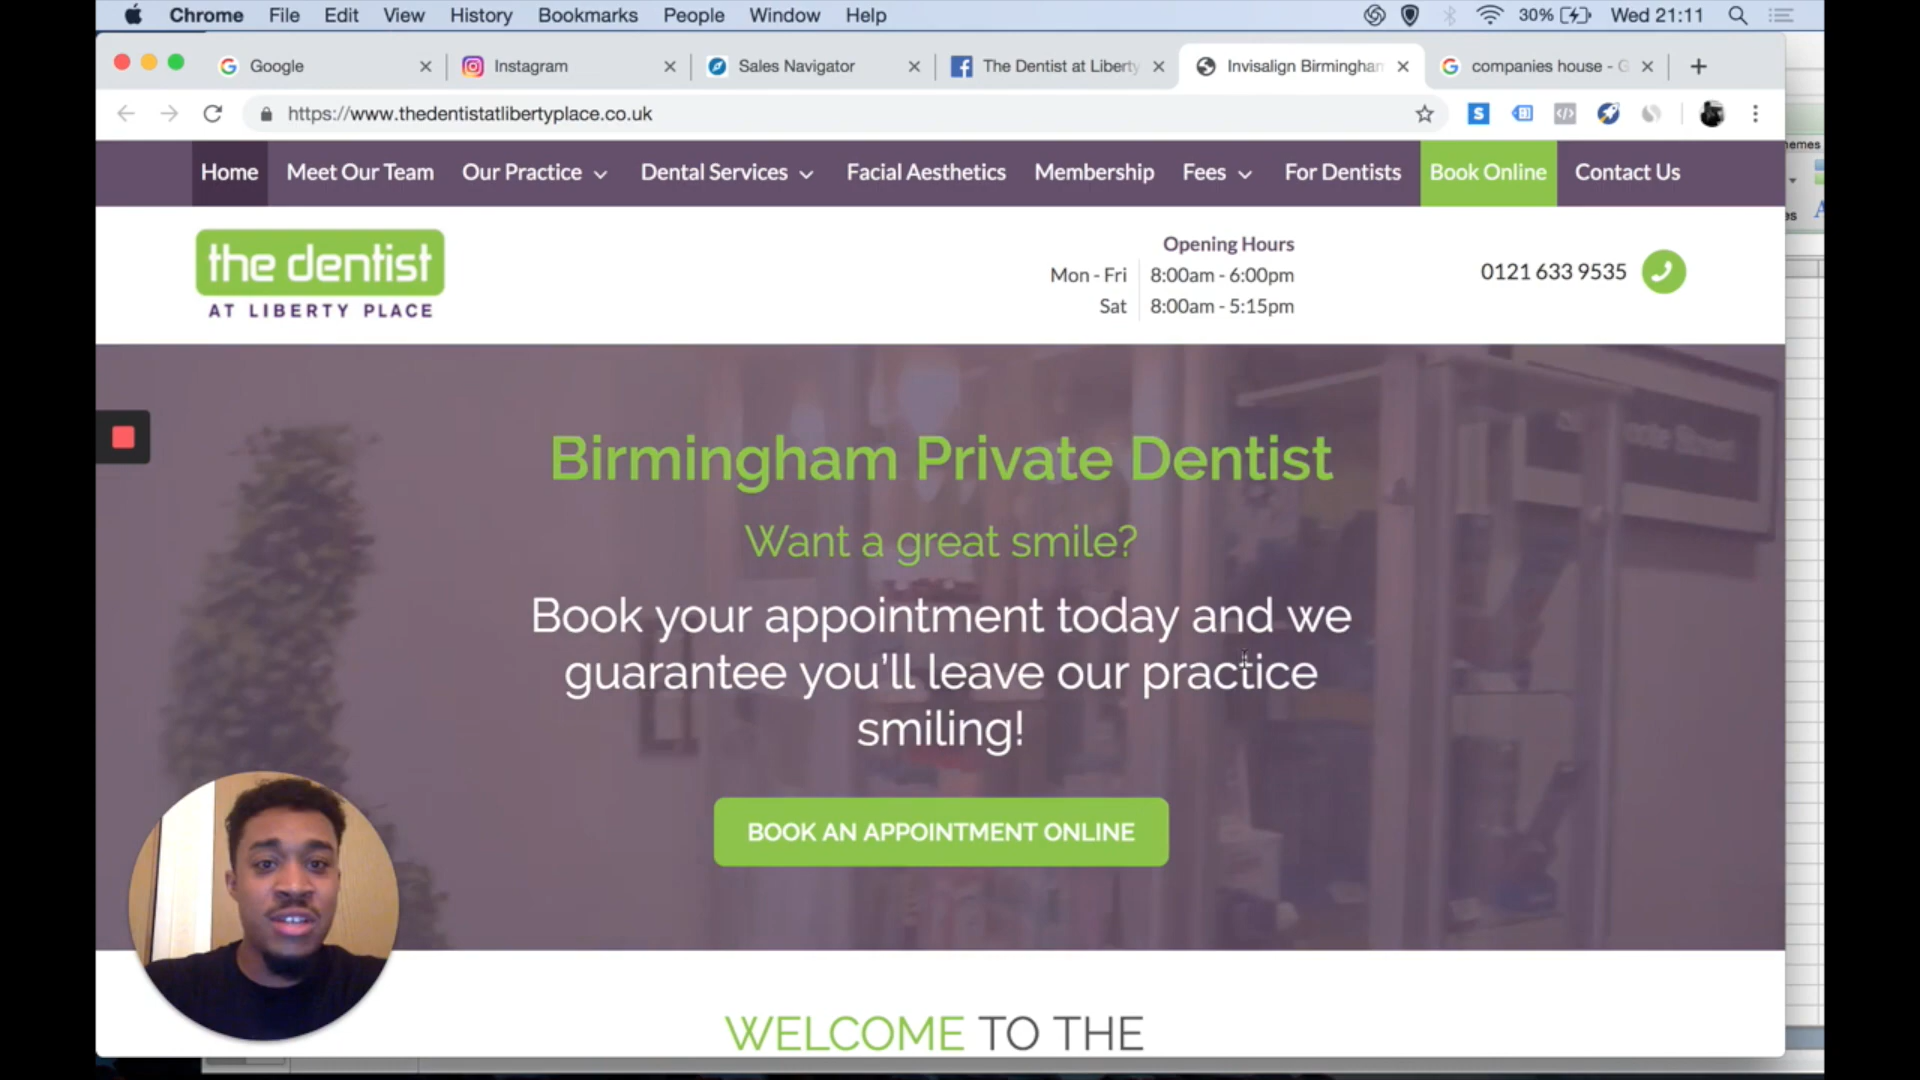 Chrome File Edit View History Bookmarks People Window Help 30% Wed 21:11
Google Instagram Sales Navigator The Dentist at Liberty Invisalign Birmingham companies house - G
https://www.thedentistatlibertyplace.co.uk
Home Meet Our Team Our Practice Dental Services Facial Aesthetics Membership Fees For Dentists Book Online Contact Us
the dentist
AT LIBERTY PLACE
Opening Hours
Mon - Fri 8:00am - 6:00pm
Sat 8:00am - 5:15pm
0121 633 9535
Birmingham Private Dentist
Want a great smile?
Book your appointment today and we
guarantee you'll leave our practice
smiling!
BOOK AN APPOINTMENT ONLINE
WELCOME TO THE